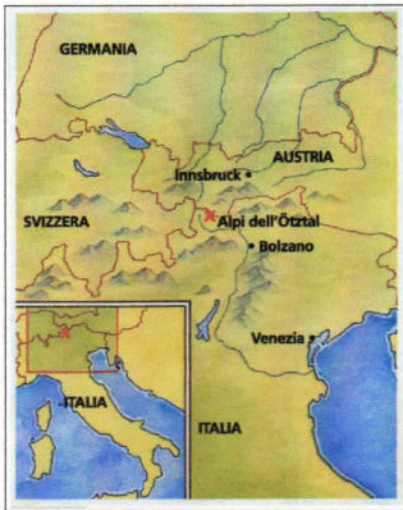 GERMANIA
AUSTRIA
Innsbruck
SVIZZERA
Alpi dell'Ötztal
Bolzano
Venezia
ITALIA
ITALIA